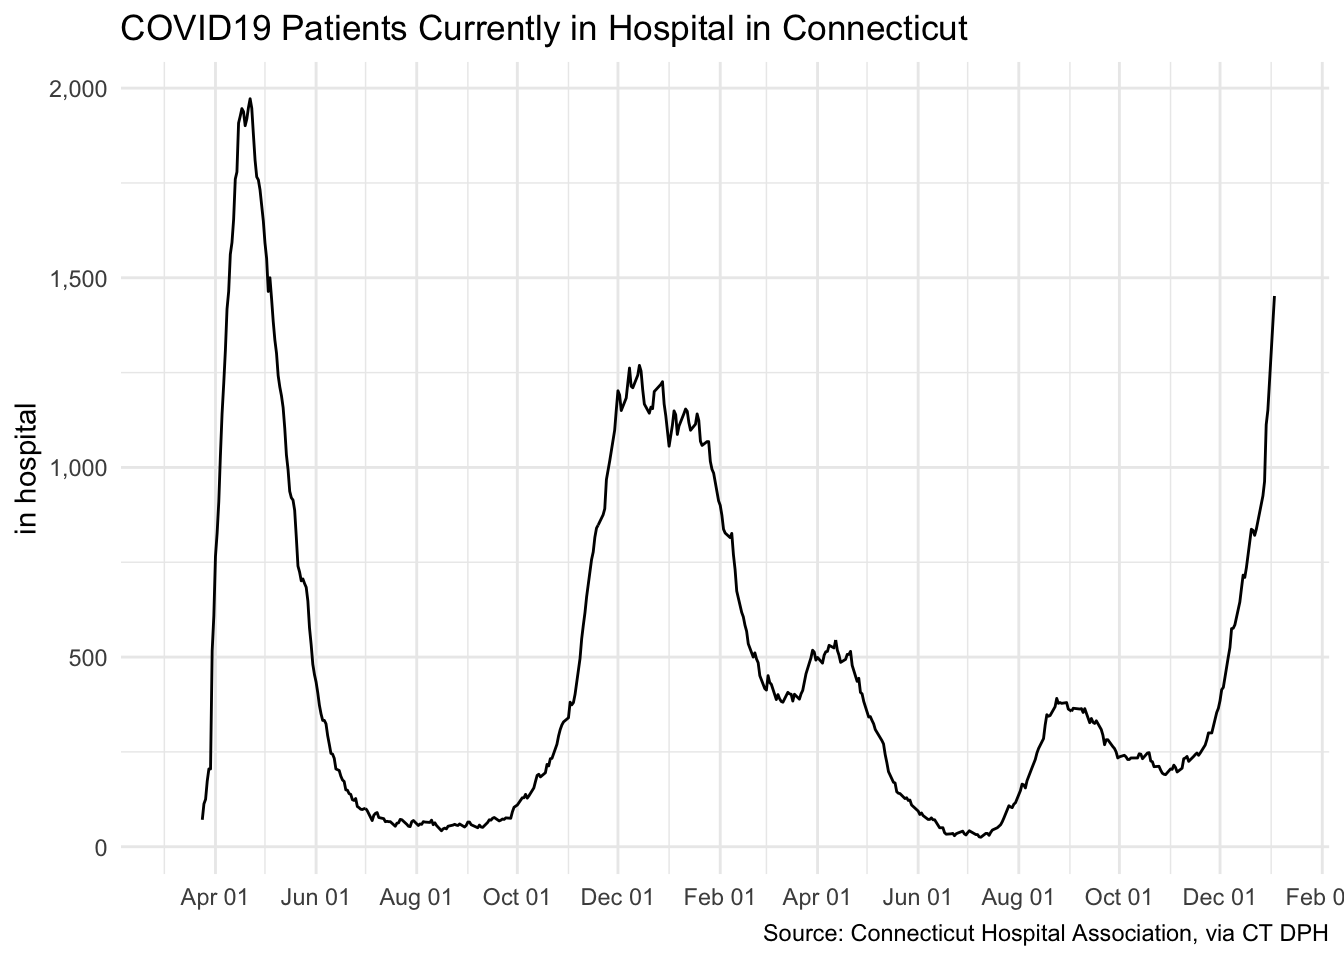 COVID19 Patients Currently in Hospital in Connecticut
2,000
1,500
1,000
500
0
in hospital
Apr 01 Jun 01 Aug 01 Oct 01 Dec 01 Feb 01 Apr 01 Jun 01 Aug 01 Oct 01 Dec 01 Feb 0
Source: Connecticut Hospital Association, via CT DPH